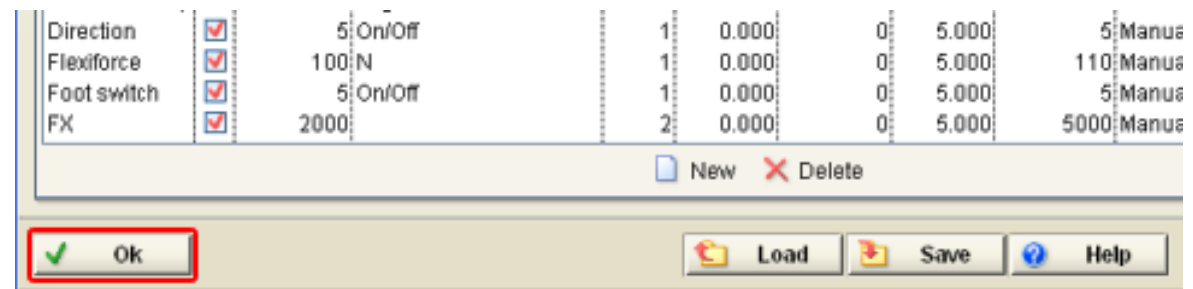 Direction 5 On/Off 1 0.000 0 5.000 5 Manua
Flexiforce 100 N 1 0.000 0 5.000 110 Manua
Foot switch 5 On/Off 1 0.000 0 5.000 5 Manua
FX 2000 2 0.000 0 5.000 5000 Manua
New Delete
Ok Load Save Help